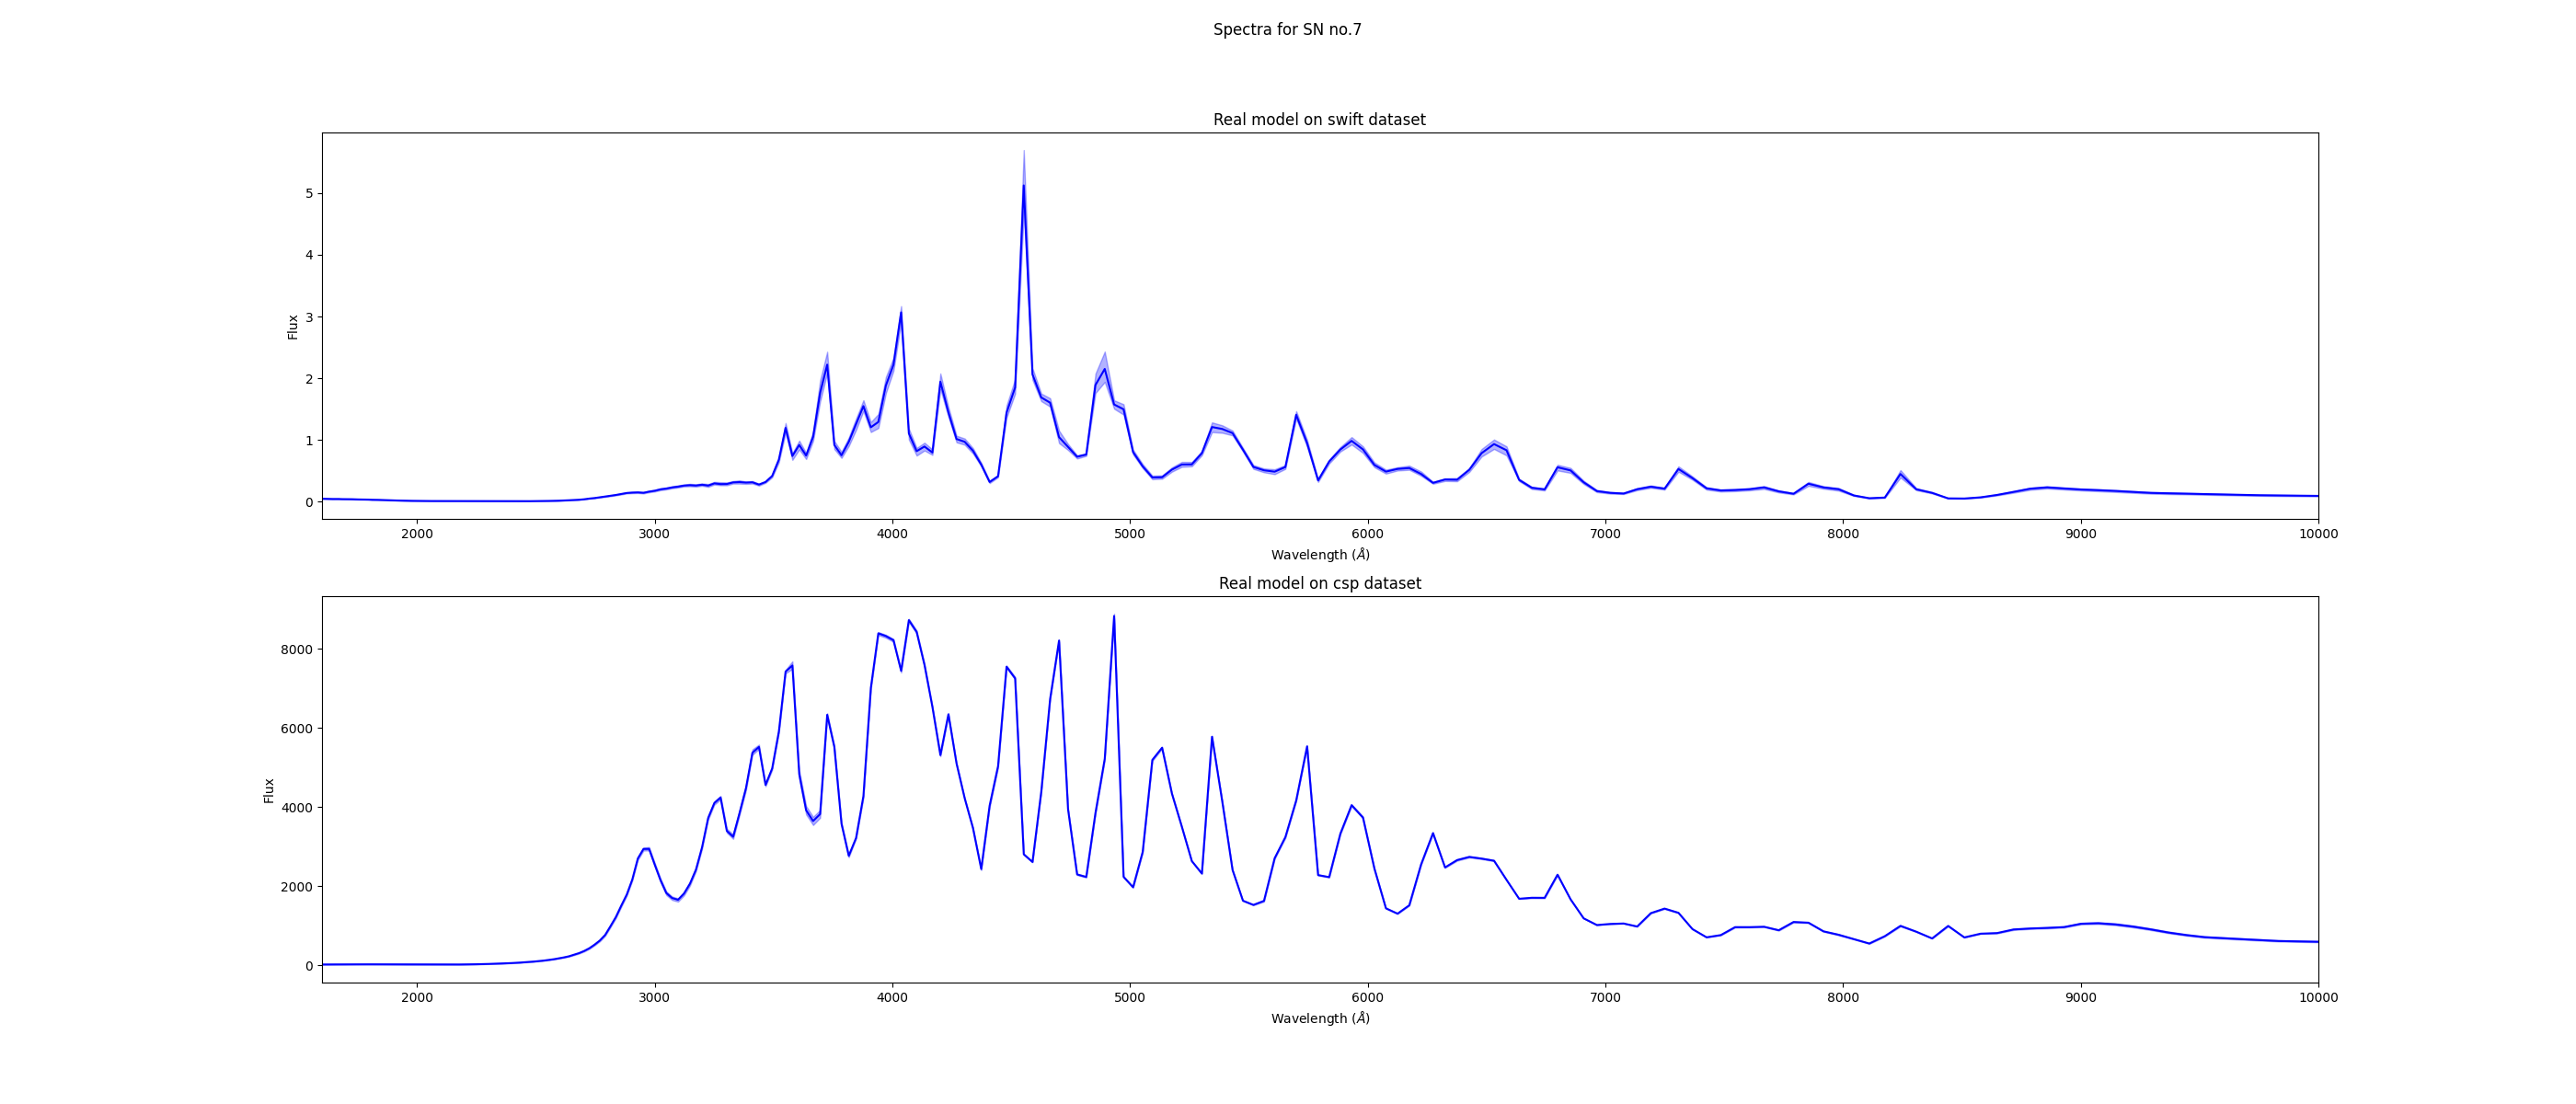 Spectra for SN no.7
Real model on swift dataset
5
4
3
2
1
0
Flux
2000 3000 4000 5000 6000 7000 8000 9000 10000
Wavelength (Å)
Real model on csp dataset
8000
6000
4000
2000
0
Flux
2000 3000 4000 5000 6000 7000 8000 9000 10000
Wavelength (Å)